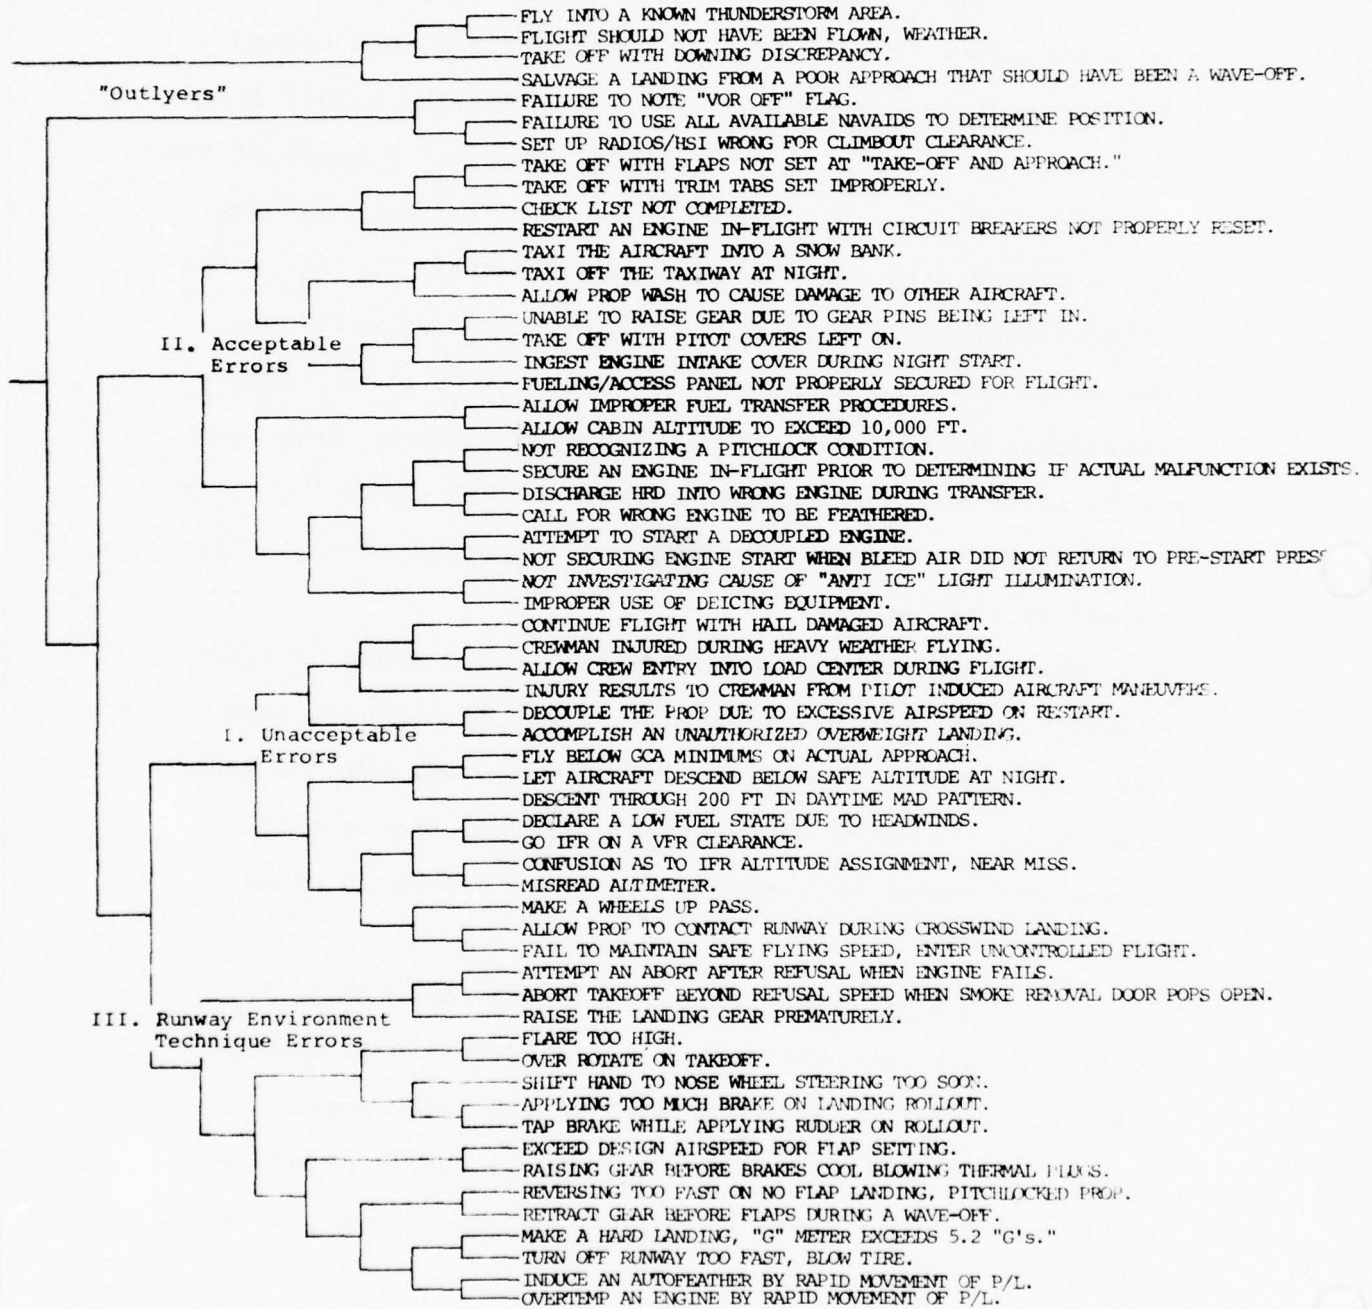 FLY INTO A KNOWN THUNDERSTORM AREA.
FLIGHT SHOULD NOT HAVE BEEN FLOWN, WEATHER.
TAKE OFF WITH DOWNING DISCREPANCY.
SALVAGE A LANDING FROM A POOR APPROACH THAT SHOULD HAVE BEEN A WAVE-OFF.
"Outlyers"
FAILURE TO NOTE "VOR OFF" FLAG.
FAILURE TO USE ALL AVAILABLE NAVAIDS TO DETERMINE POSITION.
SET UP RADIOS/HSI WRONG FOR CLIMBOUT CLEARANCE.
TAKE OFF WITH FLAPS NOT SET AT "TAKE-OFF AND APPROACH."
TAKE OFF WITH TRIM TABS SET IMPROPERLY.
CHECK LIST NOT COMPLETED.
RESTART AN ENGINE IN-FLIGHT WITH CIRCUIT BREAKERS NOT PROPERLY RESET.
TAXI THE AIRCRAFT INTO A SNOW BANK.
TAXI OFF THE TAXIWAY AT NIGHT.
ALLOW PROP WASH TO CAUSE DAMAGE TO OTHER AIRCRAFT.
UNABLE TO RAISE GEAR DUE TO GEAR PINS BEING LEFT IN.
II. Acceptable
Errors
TAKE OFF WITH PITOT COVERS LEFT ON.
INGEST ENGINE INTAKE COVER DURING NIGHT START.
FUELING/ACCESS PANEL NOT PROPERLY SECURED FOR FLIGHT.
ALLOW IMPROPER FUEL TRANSFER PROCEDURES.
ALLOW CABIN ALTITUDE TO EXCEED 10,000 FT.
NOT RECOGNIZING A PITCHLOCK CONDITION.
SECURE AN ENGINE IN-FLIGHT PRIOR TO DETERMINING IF ACTUAL MALFUNCTION EXISTS.
DISCHARGE HRD INTO WRONG ENGINE DURING TRANSFER.
CALL FOR WRONG ENGINE TO BE FEATHERED.
ATTEMPT TO START A DECOUPLED ENGINE.
NOT SECURING ENGINE START WHEN BLEED AIR DID NOT RETURN TO PRE-START PRESS
NOT INVESTIGATING CAUSE OF "ANTI ICE" LIGHT ILLUMINATION.
IMPROPER USE OF DEICING EQUIPMENT.
CONTINUE FLIGHT WITH HAIL DAMAGED AIRCRAFT.
CREWMAN INJURED DURING HEAVY WEATHER FLYING.
ALLOW CREW ENTRY INTO LOAD CENTER DURING FLIGHT.
INJURY RESULTS TO CREWMAN FROM PILOT INDUCED AIRCRAFT MANEUVERS.
DECOUPLE THE PROP DUE TO EXCESSIVE AIRSPEED ON RESTART.
I. Unacceptable
Errors
ACCOMPLISH AN UNAUTHORIZED OVERWEIGHT LANDING.
FLY BELOW GCA MINIMUMS ON ACTUAL APPROACH.
LET AIRCRAFT DESCEND BELOW SAFE ALTITUDE AT NIGHT.
DESCENT THROUGH 200 FT IN DAYTIME MAD PATTERN.
DECLARE A LOW FUEL STATE DUE TO HEADWINDS.
GO IFR ON A VFR CLEARANCE.
CONFUSION AS TO IFR ALTITUDE ASSIGNMENT, NEAR MISS.
MISREAD ALTIMETER.
MAKE A WHEELS UP PASS.
ALLOW PROP TO CONTACT RUNWAY DURING CROSSWIND LANDING.
FAIL TO MAINTAIN SAFE FLYING SPEED, ENTER UNCONTROLLED FLIGHT.
ATTEMPT AN ABORT AFTER REFUSAL WHEN ENGINE FAILS.
ABORT TAKEOFF BEYOND REFUSAL SPEED WHEN SMOKE REMOVAL DOOR POPS OPEN.
RAISE THE LANDING GEAR PREMATURELY.
III. Runway Environment
Technique Errors
FLARE TOO HIGH.
OVER ROTATE ON TAKEOFF.
SHIFT HAND TO NOSE WHEEL STEERING TOO SOON.
APPLYING TOO MUCH BRAKE ON LANDING ROLLOUT.
TAP BRAKE WHILE APPLYING RUDDER ON ROLLOUT.
EXCEED DESIGN AIRSPEED FOR FLAP SETTING.
RAISING GEAR BEFORE BRAKES COOL BLOWING THERMAL PLUGS.
REVERSING TOO FAST ON NO FLAP LANDING, PITCHLOCKED PROP.
RETRACT GEAR BEFORE FLAPS DURING A WAVE-OFF.
MAKE A HARD LANDING, "G" METER EXCEEDS 5.2 "G's."
TURN OFF RUNWAY TOO FAST, BLOW TIRE.
INDUCE AN AUTOFEATHER BY RAPID MOVEMENT OF P/L.
OVERTEMP AN ENGINE BY RAPID MOVEMENT OF P/L.